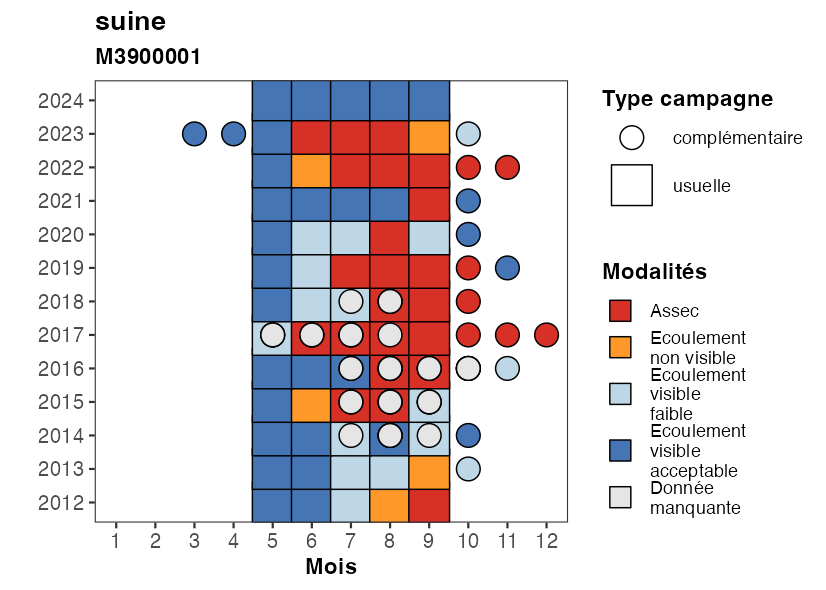 suine
M3900001
2024
2023
2022
2021
2020
2019
2018
2017
2016
2015
2014
2013
2012
1 2 3 4 5 6 7 8 9 10 11 12
Mois
Type campagne
complémentaire
usuelle
Modalités
Assec
Ecoulement
non visible
Ecoulement
visible
faible
Ecoulement
visible
acceptable
Donnée
manquante